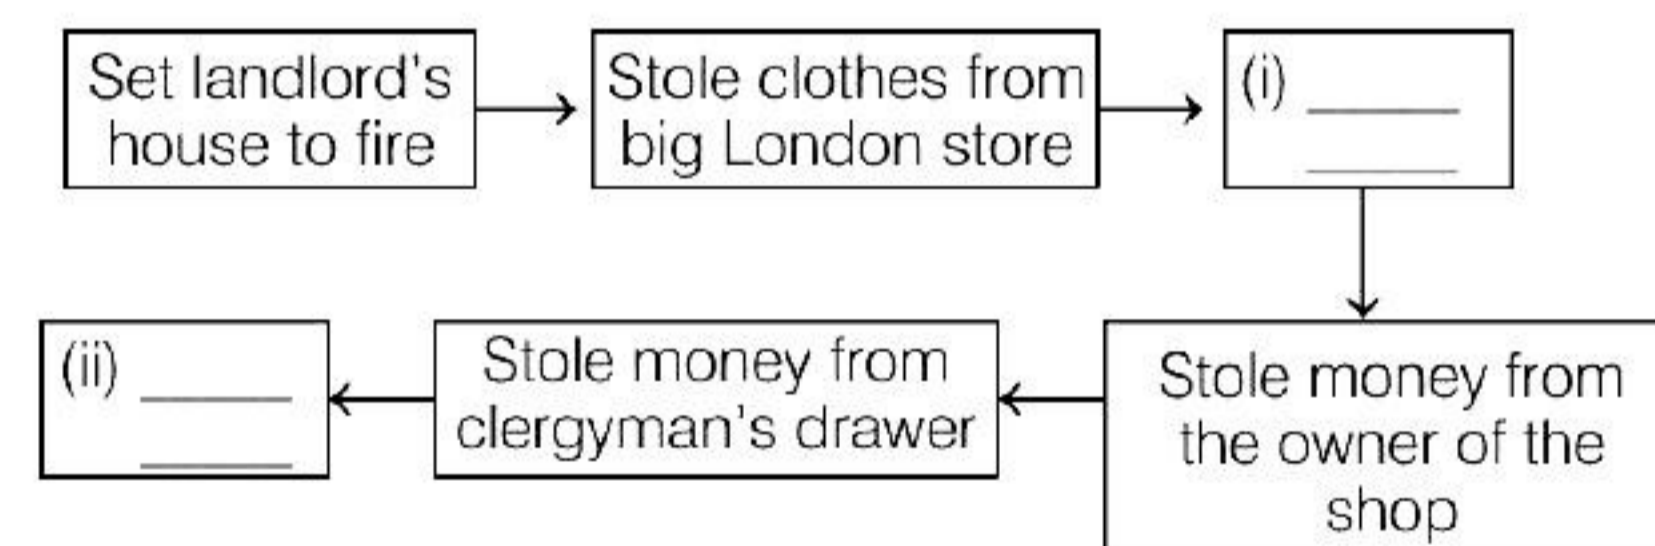 Set landlord's
house to fire
Stole clothes from
big London store
(i)
Stole money from
the owner of the
shop
Stole money from
clergyman's drawer
(ii)